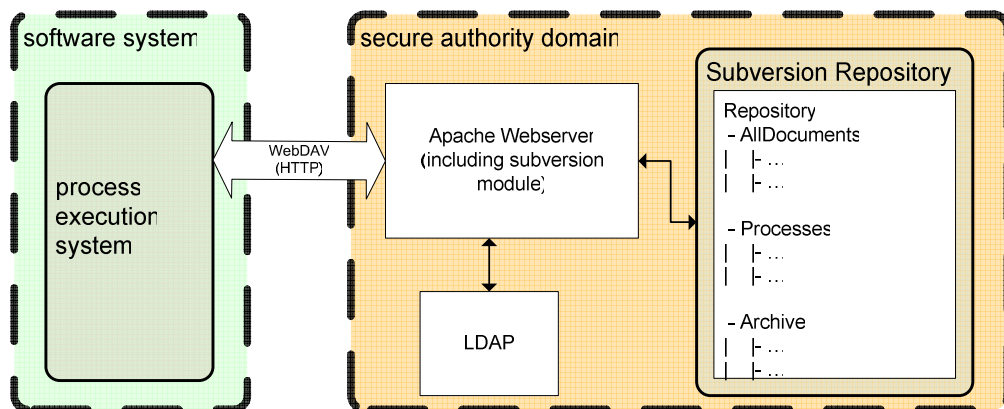 software system
process
execution
system
WebDAV
(HTTP)
secure authority domain
Apache Webserver
(including subversion
module)
LDAP
Subversion Repository
Repository
- AllDocuments
| |- ...
| |- ...
- Processes
| |- ...
| |- ...
- Archive
| |- ...
| |- ...